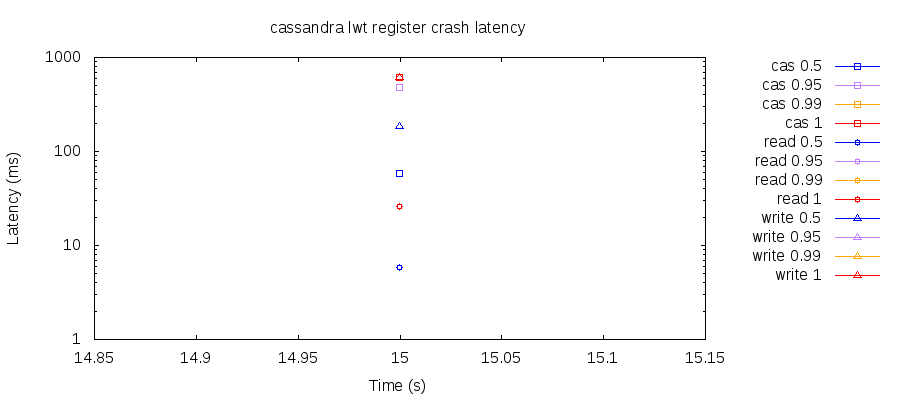 cassandra lwt register crash latency
Latency (ms)
1000
100
10
1
14.85 14.9 14.95 15 15.05 15.1 15.15
Time (s)
cas 0.5
cas 0.95
cas 0.99
cas 1
read 0.5
read 0.95
read 0.99
read 1
write 0.5
write 0.95
write 0.99
write 1